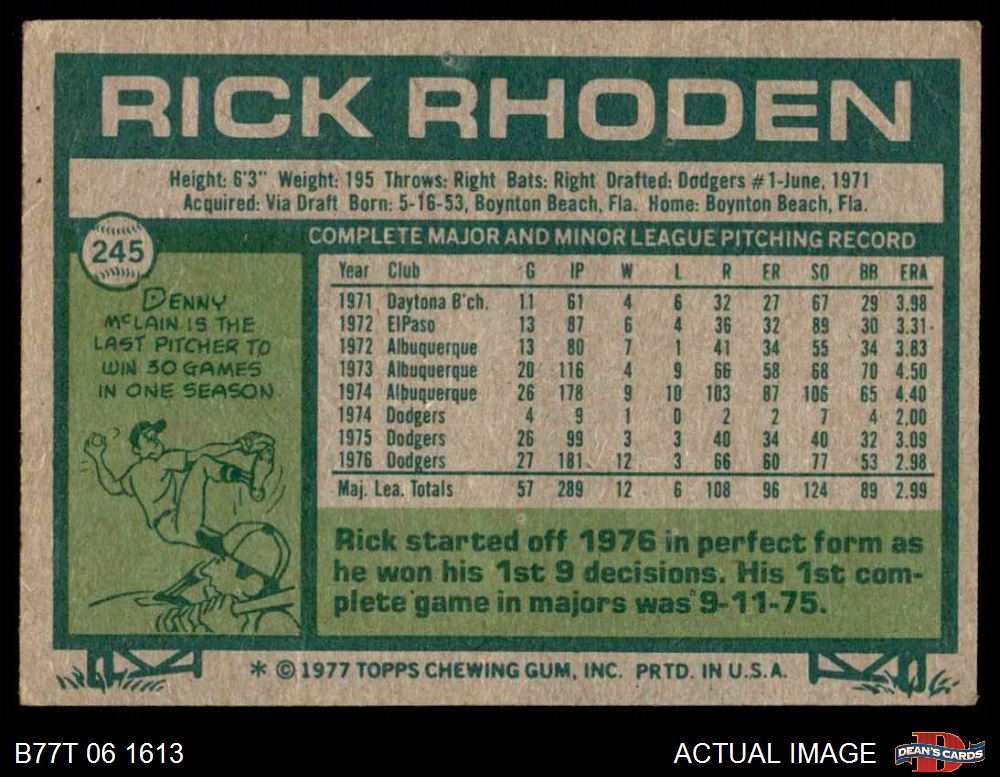 RICK RHODEN
Height: 6'3" Weight: 195 Throws: Right Bats: Right Drafted: Dodgers #1-June, 1971
Acquired: Via Draft Born: 5-16-53, Boynton Beach, Fla. Home: Boynton Beach, Fla.
245
DENNY
McLAIN IS THE
LAST PITCHER TO
WIN 30 GAMES
IN ONE SEASON
COMPLETE MAJOR AND MINOR LEAGUE PITCHING RECORD
Year Club G IP W L R ER SO BB ERA
1971 Daytona B'ch. 11 61 4 6 32 27 67 29 3.98
1972 ElPaso 13 87 6 4 36 32 89 30 3.31
1972 Albuquerque 13 80 7 1 41 34 55 34 3.83
1973 Albuquerque 20 116 4 9 66 58 68 70 4.50
1974 Albuquerque 26 178 9 10 103 87 106 65 4.40
1974 Dodgers 4 9 1 0 2 2 7 4 2.00
1975 Dodgers 26 99 3 3 40 34 40 32 3.09
1976 Dodgers 27 181 12 3 66 60 77 53 2.98
Maj. Lea. Totals 57 289 12 6 108 96 124 89 2.99
Rick started off 1976 in perfect form as
he won his 1st 9 decisions. His 1st com-
plete game in majors was 9-11-75.
* © 1977 TOPPS CHEWING GUM, INC. PRTD. IN U.S.A.
B77T 06 1613
ACTUAL IMAGE
D
DEAN'S CARDS